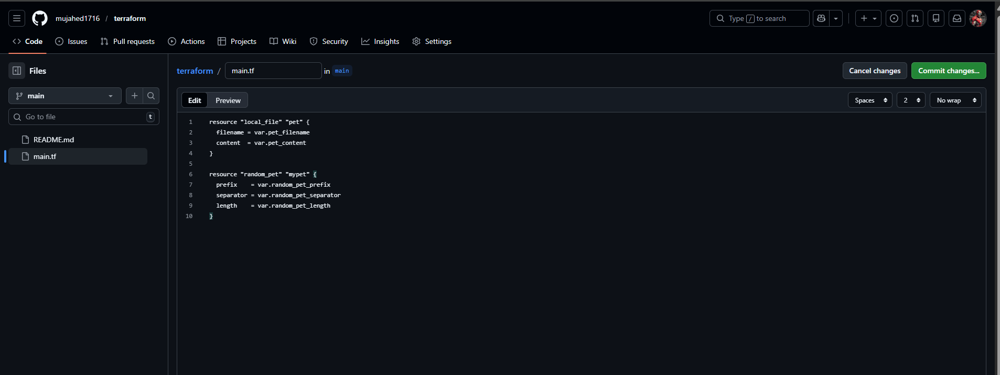 mujahed1716 / terraform
Type / to search
Code Issues Pull requests Actions Projects Wiki Security Insights Settings
Files
terraform / main.tf in main
Cancel changes Commit changes...
main
Edit Preview
Spaces 2 No wrap
Go to file t
README.md
main.tf
1 resource "local_file" "pet" {
2 filename = var.pet_filename
3 content  = var.pet_content
4 }
5
6 resource "random_pet" "mypet" {
7 prefix    = var.random_pet_prefix
8 separator = var.random_pet_separator
9 length    = var.random_pet_length
10 }